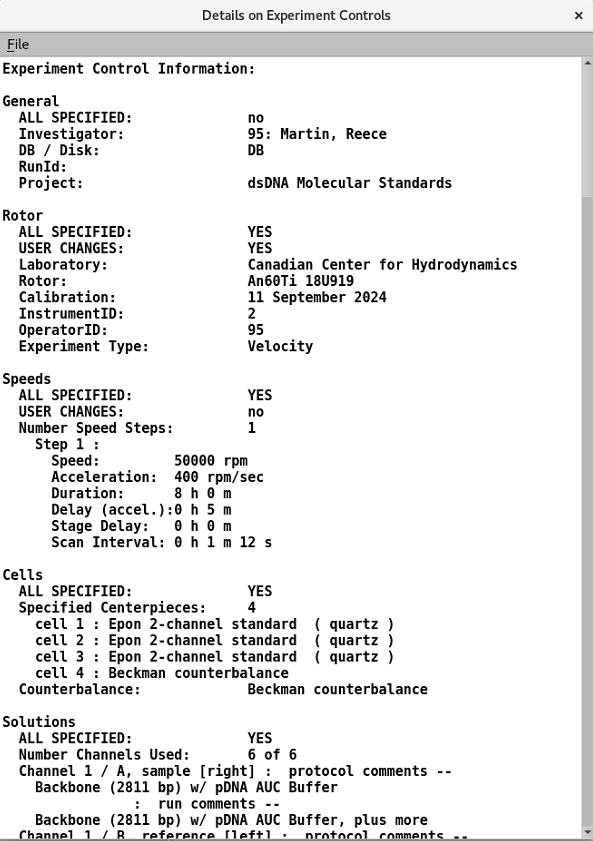 Details on Experiment Controls
×
File
Experiment Control Information:
General
ALL SPECIFIED: no
Investigator: 95: Martin, Reece
DB / Disk: DB
RunId:
Project: dsDNA Molecular Standards
Rotor
ALL SPECIFIED: YES
USER CHANGES: YES
Laboratory: Canadian Center for Hydrodynamics
Rotor: An60Ti 18U919
Calibration: 11 September 2024
InstrumentID: 2
OperatorID: 95
Experiment Type: Velocity
Speeds
ALL SPECIFIED: YES
USER CHANGES: no
Number Speed Steps: 1
Step 1 :
Speed: 50000 rpm
Acceleration: 400 rpm/sec
Duration: 8 h 0 m
Delay (accel.):0 h 5 m
Stage Delay: 0 h 0 m
Scan Interval: 0 h 1 m 12 s
Cells
ALL SPECIFIED: YES
Specified Centerpieces: 4
cell 1 : Epon 2-channel standard ( quartz )
cell 2 : Epon 2-channel standard ( quartz )
cell 3 : Epon 2-channel standard ( quartz )
cell 4 : Beckman counterbalance
Counterbalance: Beckman counterbalance
Solutions
ALL SPECIFIED: YES
Number Channels Used: 6 of 6
Channel 1 / A, sample [right] : protocol comments --
Backbone (2811 bp) w/ pDNA AUC Buffer
: run comments --
Backbone (2811 bp) w/ pDNA AUC Buffer, plus more
Channel 1 / B, reference [left] : protocol comments --